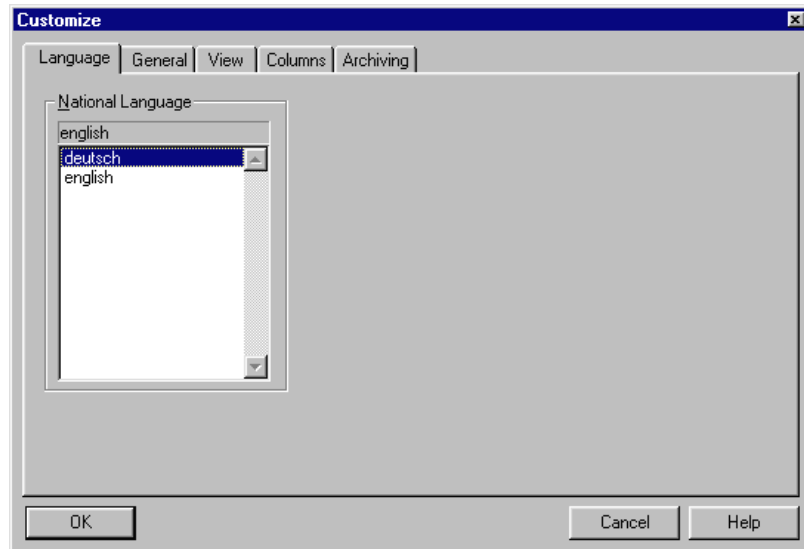 Customize
Language General View Columns Archiving
National Language
english
deutsch
english
OK Cancel Help